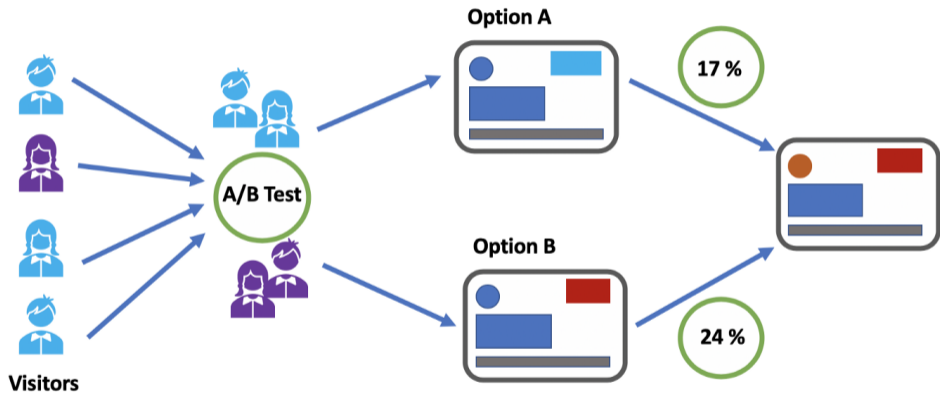 Option A
17 %
A/B Test
Option B
24 %
Visitors